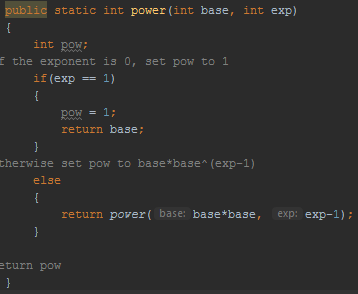 public static int power(int base, int exp)
{
int pow;
f the exponent is 0, set pow to 1
if(exp == 1)
{
pow = 1;
return base;
}
therwise set pow to base*base^(exp-1)
else
{
return power( base: base*base, exp: exp-1);
}
eturn pow
}